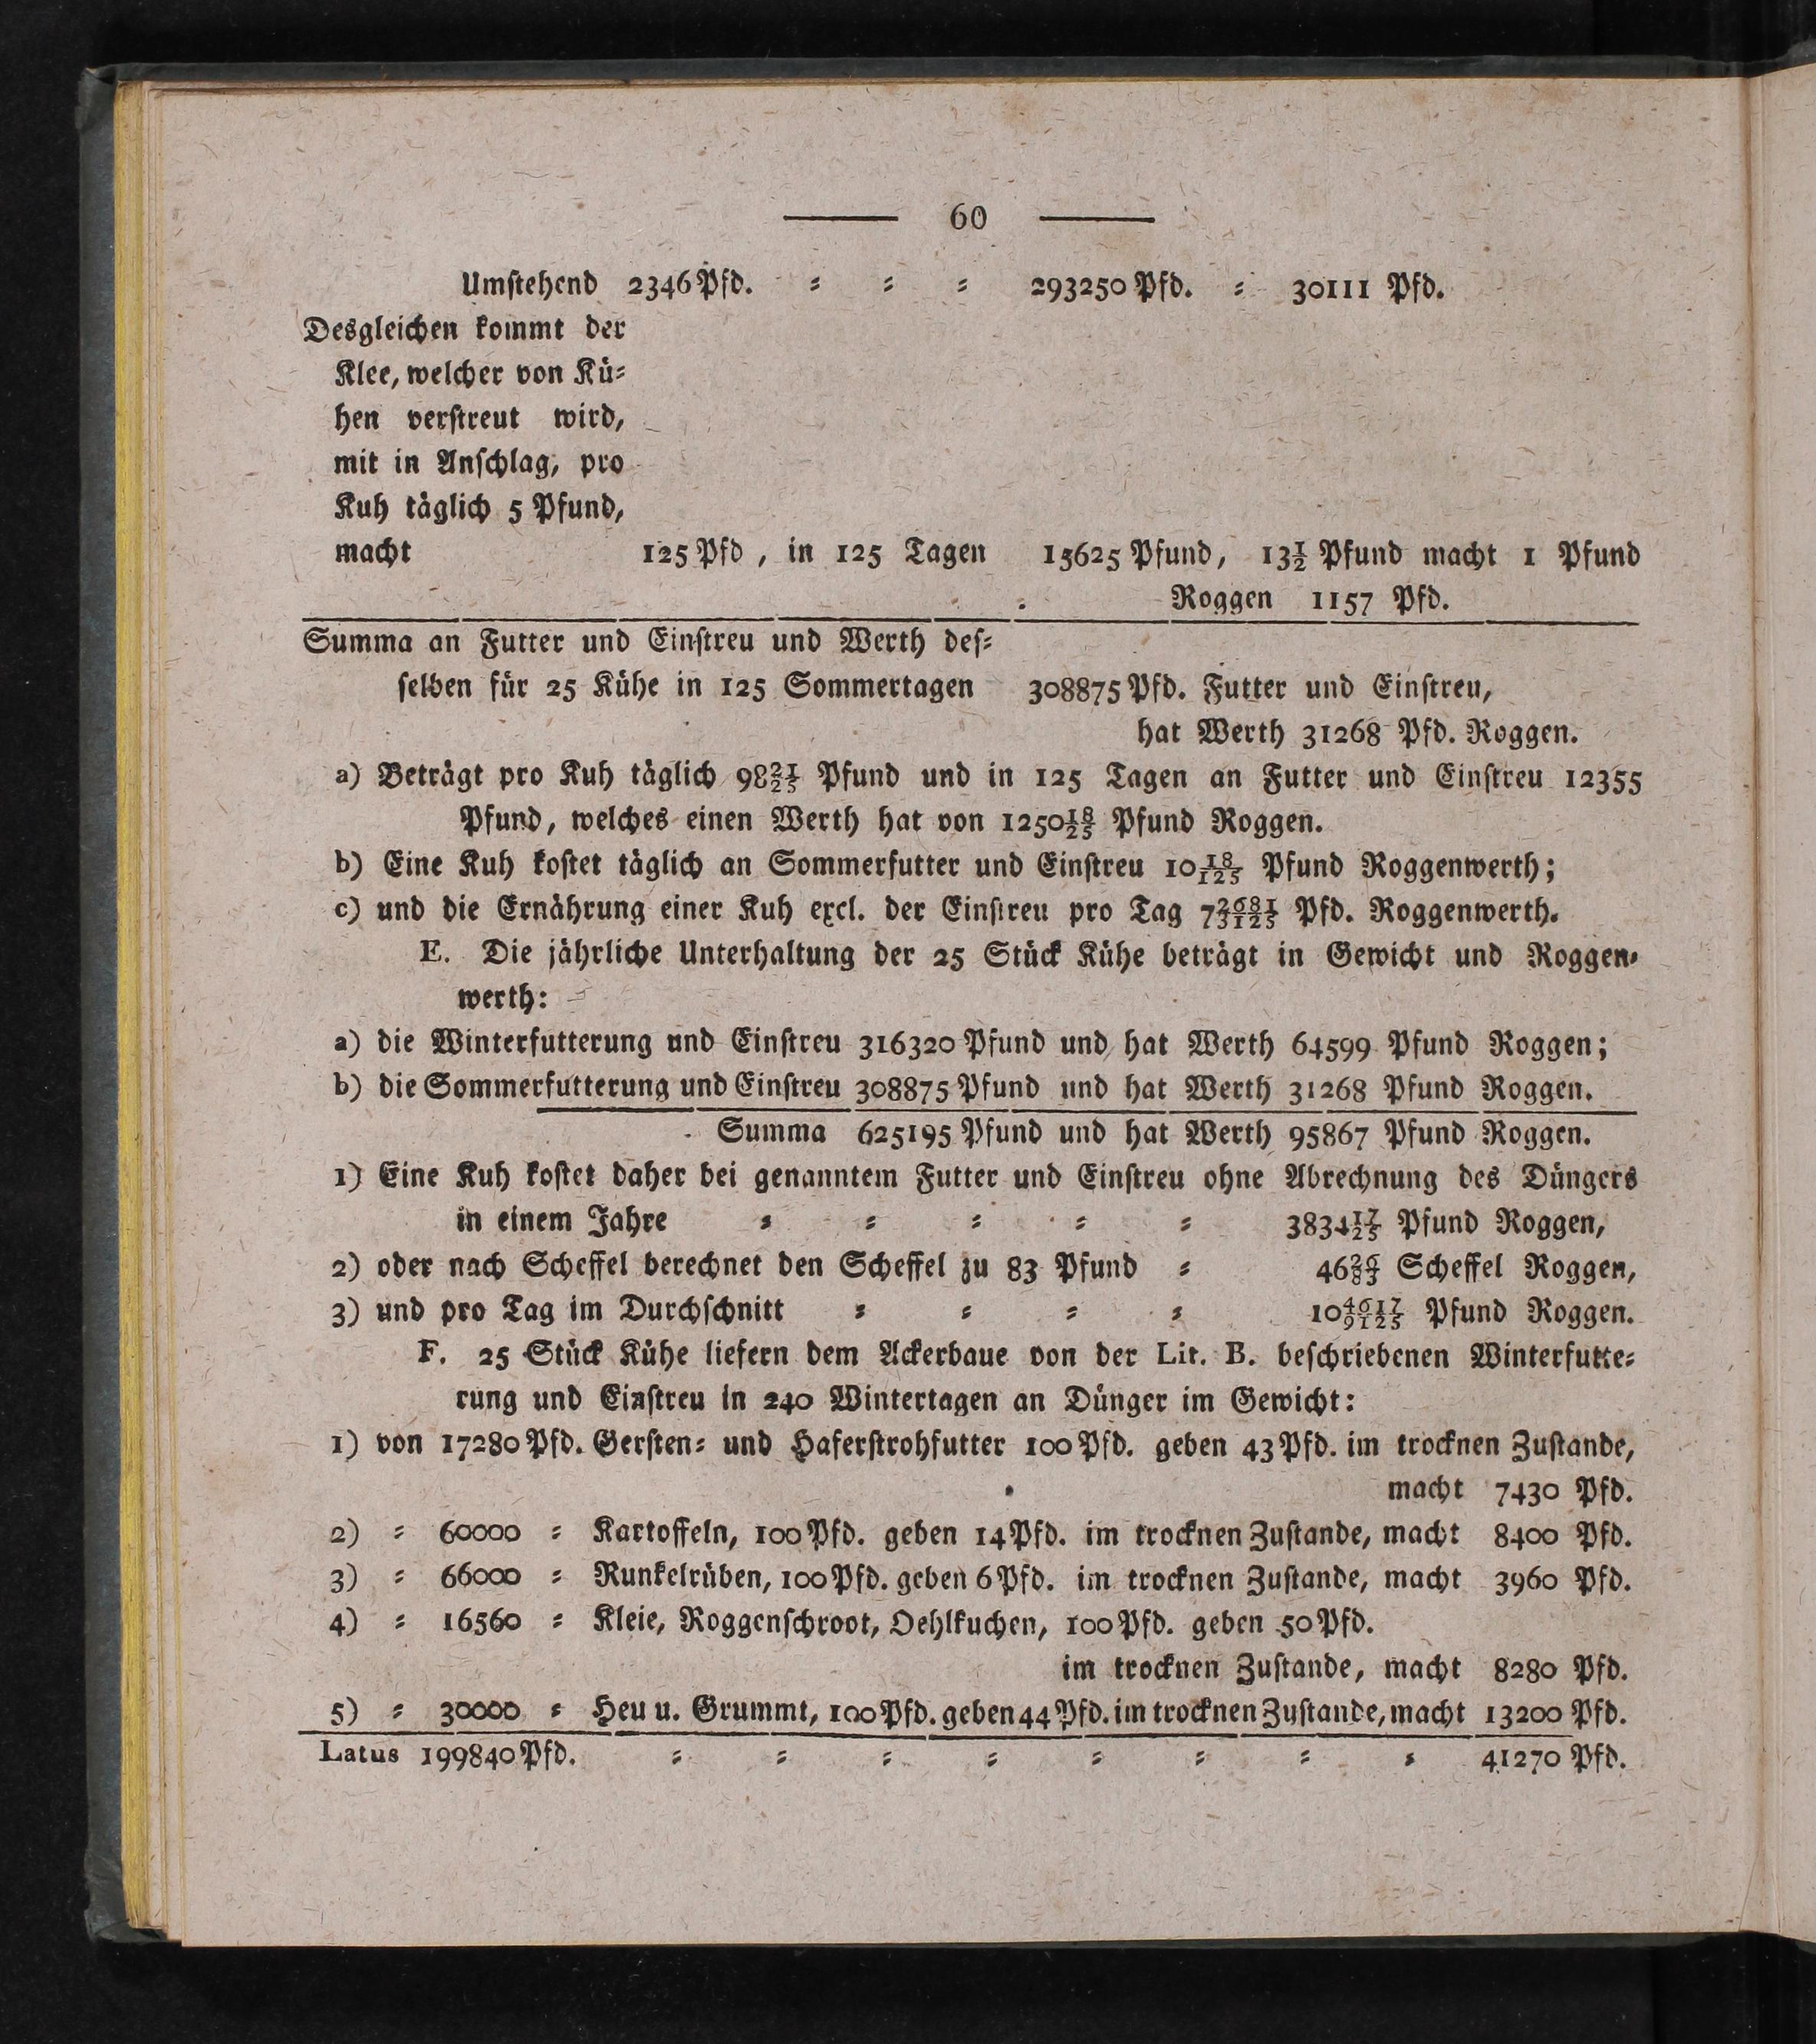 60
Umſtehend 2346 Pfd. ⸗ ⸗ ⸗ 293250 Pfd. ⸗ 30111 Pfd.
Desgleichen kommt der
Klee, welcher von Kü⸗
hen verſtreut wird,
mit in Anſchlag, pro
Kuh täglich 5 Pfund,
macht 125 Pfd , in 125 Tagen 15625 Pfund, 13½ Pfund macht 1 Pfund
Roggen 1157 Pfd.
Summa an Futter und Einſtreu und Werth deſ⸗
ſelben für 25 Kühe in 125 Sommertagen 308875 Pfd. Futter und Einſtreu,
hat Werth 31268 Pfd. Roggen.
a) Beträgt pro Kuh täglich 98 21/25 Pfund und in 125 Tagen an Futter und Einſtreu 12355
Pfund, welches einen Werth hat von 1250 18/25 Pfund Roggen.
b) Eine Kuh koſtet täglich an Sommerfutter und Einſtreu 10 18/125 Pfund Roggenwerth;
c) und die Ernährung einer Kuh excl. der Einſtreu pro Tag 7 2681/3125 Pfd. Roggenwerth.
E. Die jährliche Unterhaltung der 25 Stück Kühe beträgt in Gewicht und Roggen⸗
werth:
a) die Winterfutterung und Einſtreu 316320 Pfund und hat Werth 64599 Pfund Roggen;
b) die Sommerfutterung und Einſtreu 308875 Pfund und hat Werth 31268 Pfund Roggen.
Summa 625195 Pfund und hat Werth 95867 Pfund Roggen.
1) Eine Kuh koſtet daher bei genanntem Futter und Einſtreu ohne Abrechnung des Düngers
in einem Jahre ⸗ ⸗ ⸗ ⸗ ⸗ 3834 17/25 Pfund Roggen,
2) oder nach Scheffel berechnet den Scheffel zu 83 Pfund ⸗ 46 26/83 Scheffel Roggen,
3) und pro Tag im Durchſchnitt ⸗ ⸗ ⸗ ⸗ 10 4617/9125 Pfund Roggen.
F. 25 Stück Kühe liefern dem Ackerbaue von der Lit. B. beſchriebenen Winterfutte⸗
rung und Einſtreu in 240 Wintertagen an Dünger im Gewicht:
1) von 17280 Pfd. Gerſten⸗ und Haferſtrohfutter 100 Pfd. geben 43 Pfd. im trocknen Zuſtande,
macht 7430 Pfd.
2) ⸗ 60000 ⸗ Kartoffeln, 100 Pfd. geben 14 Pfd. im trocknen Zuſtande, macht 8400 Pfd.
3) ⸗ 66000 ⸗ Runkelrüben, 100 Pfd. geben 6 Pfd. im trocknen Zuſtande, macht 3960 Pfd.
4) ⸗ 16560 ⸗ Kleie, Roggenſchroot, Oehlkuchen, 100 Pfd. geben 50 Pfd.
im trocknen Zuſtande, macht 8280 Pfd.
5) ⸗ 30000 ⸗ Heu u. Grummt, 100 Pfd. geben 44 Pfd. im trocknen Zuſtande, macht 13200 Pfd.
Latus 199840 Pfd. ⸗ ⸗ ⸗ ⸗ ⸗ ⸗ ⸗ ⸗ 41270 Pfd.